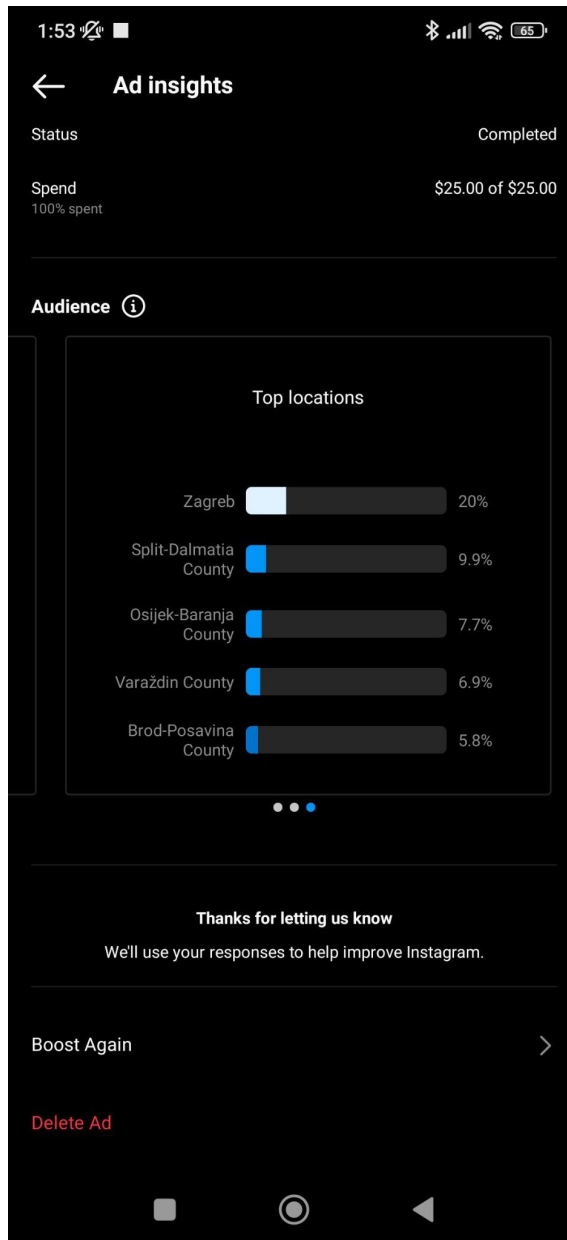 1:53
65
Ad insights
Status
Completed
Spend
$25.00 of $25.00
100% spent
Audience
Top locations
Zagreb
20%
Split-Dalmatia
County
9.9%
Osijek-Baranja
County
7.7%
Varaždin County
6.9%
Brod-Posavina
County
5.8%
Thanks for letting us know
We'll use your responses to help improve Instagram.
Boost Again
Delete Ad